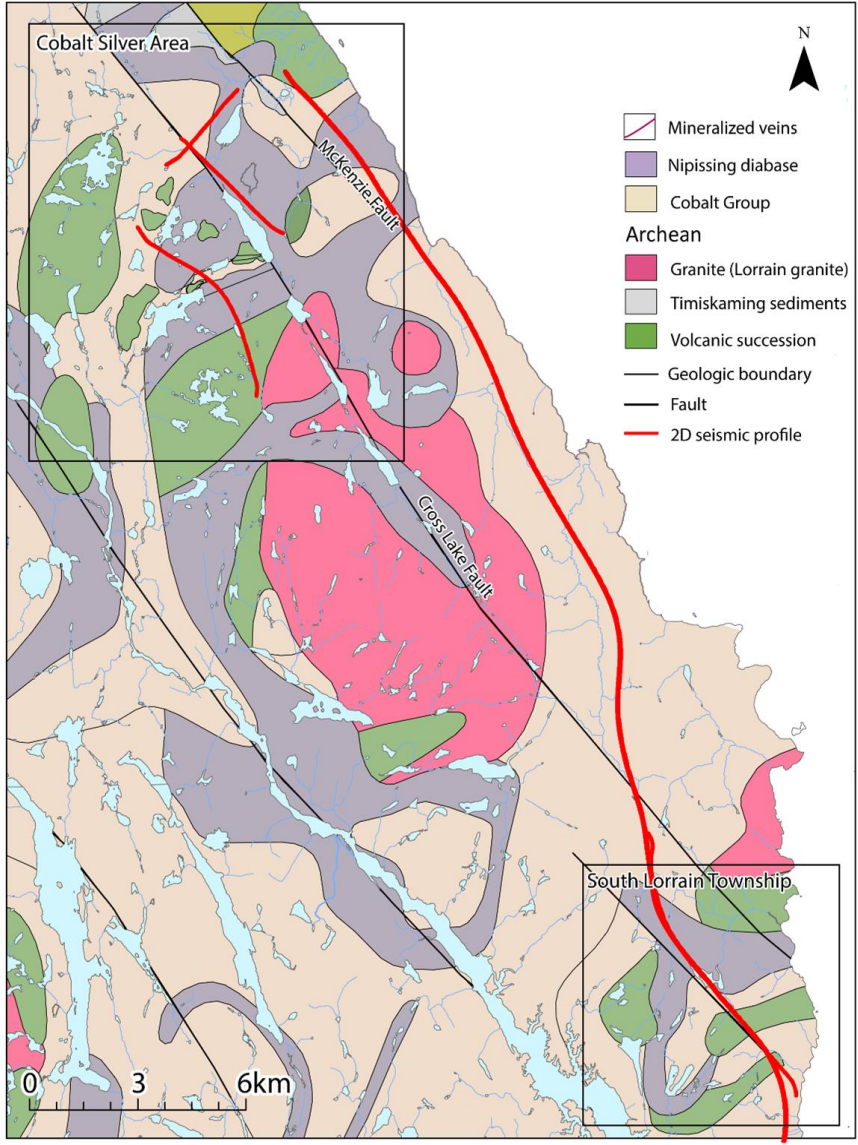 Cobalt Silver Area
N
Mineralized veins
Nipissing diabase
Cobalt Group
Archean
Granite (Lorrain granite)
Timiskaming sediments
Volcanic succession
Geologic boundary
Fault
2D seismic profile
McKenzie Fault
Cross Lake Fault
South Lorrain Township
0 3 6km